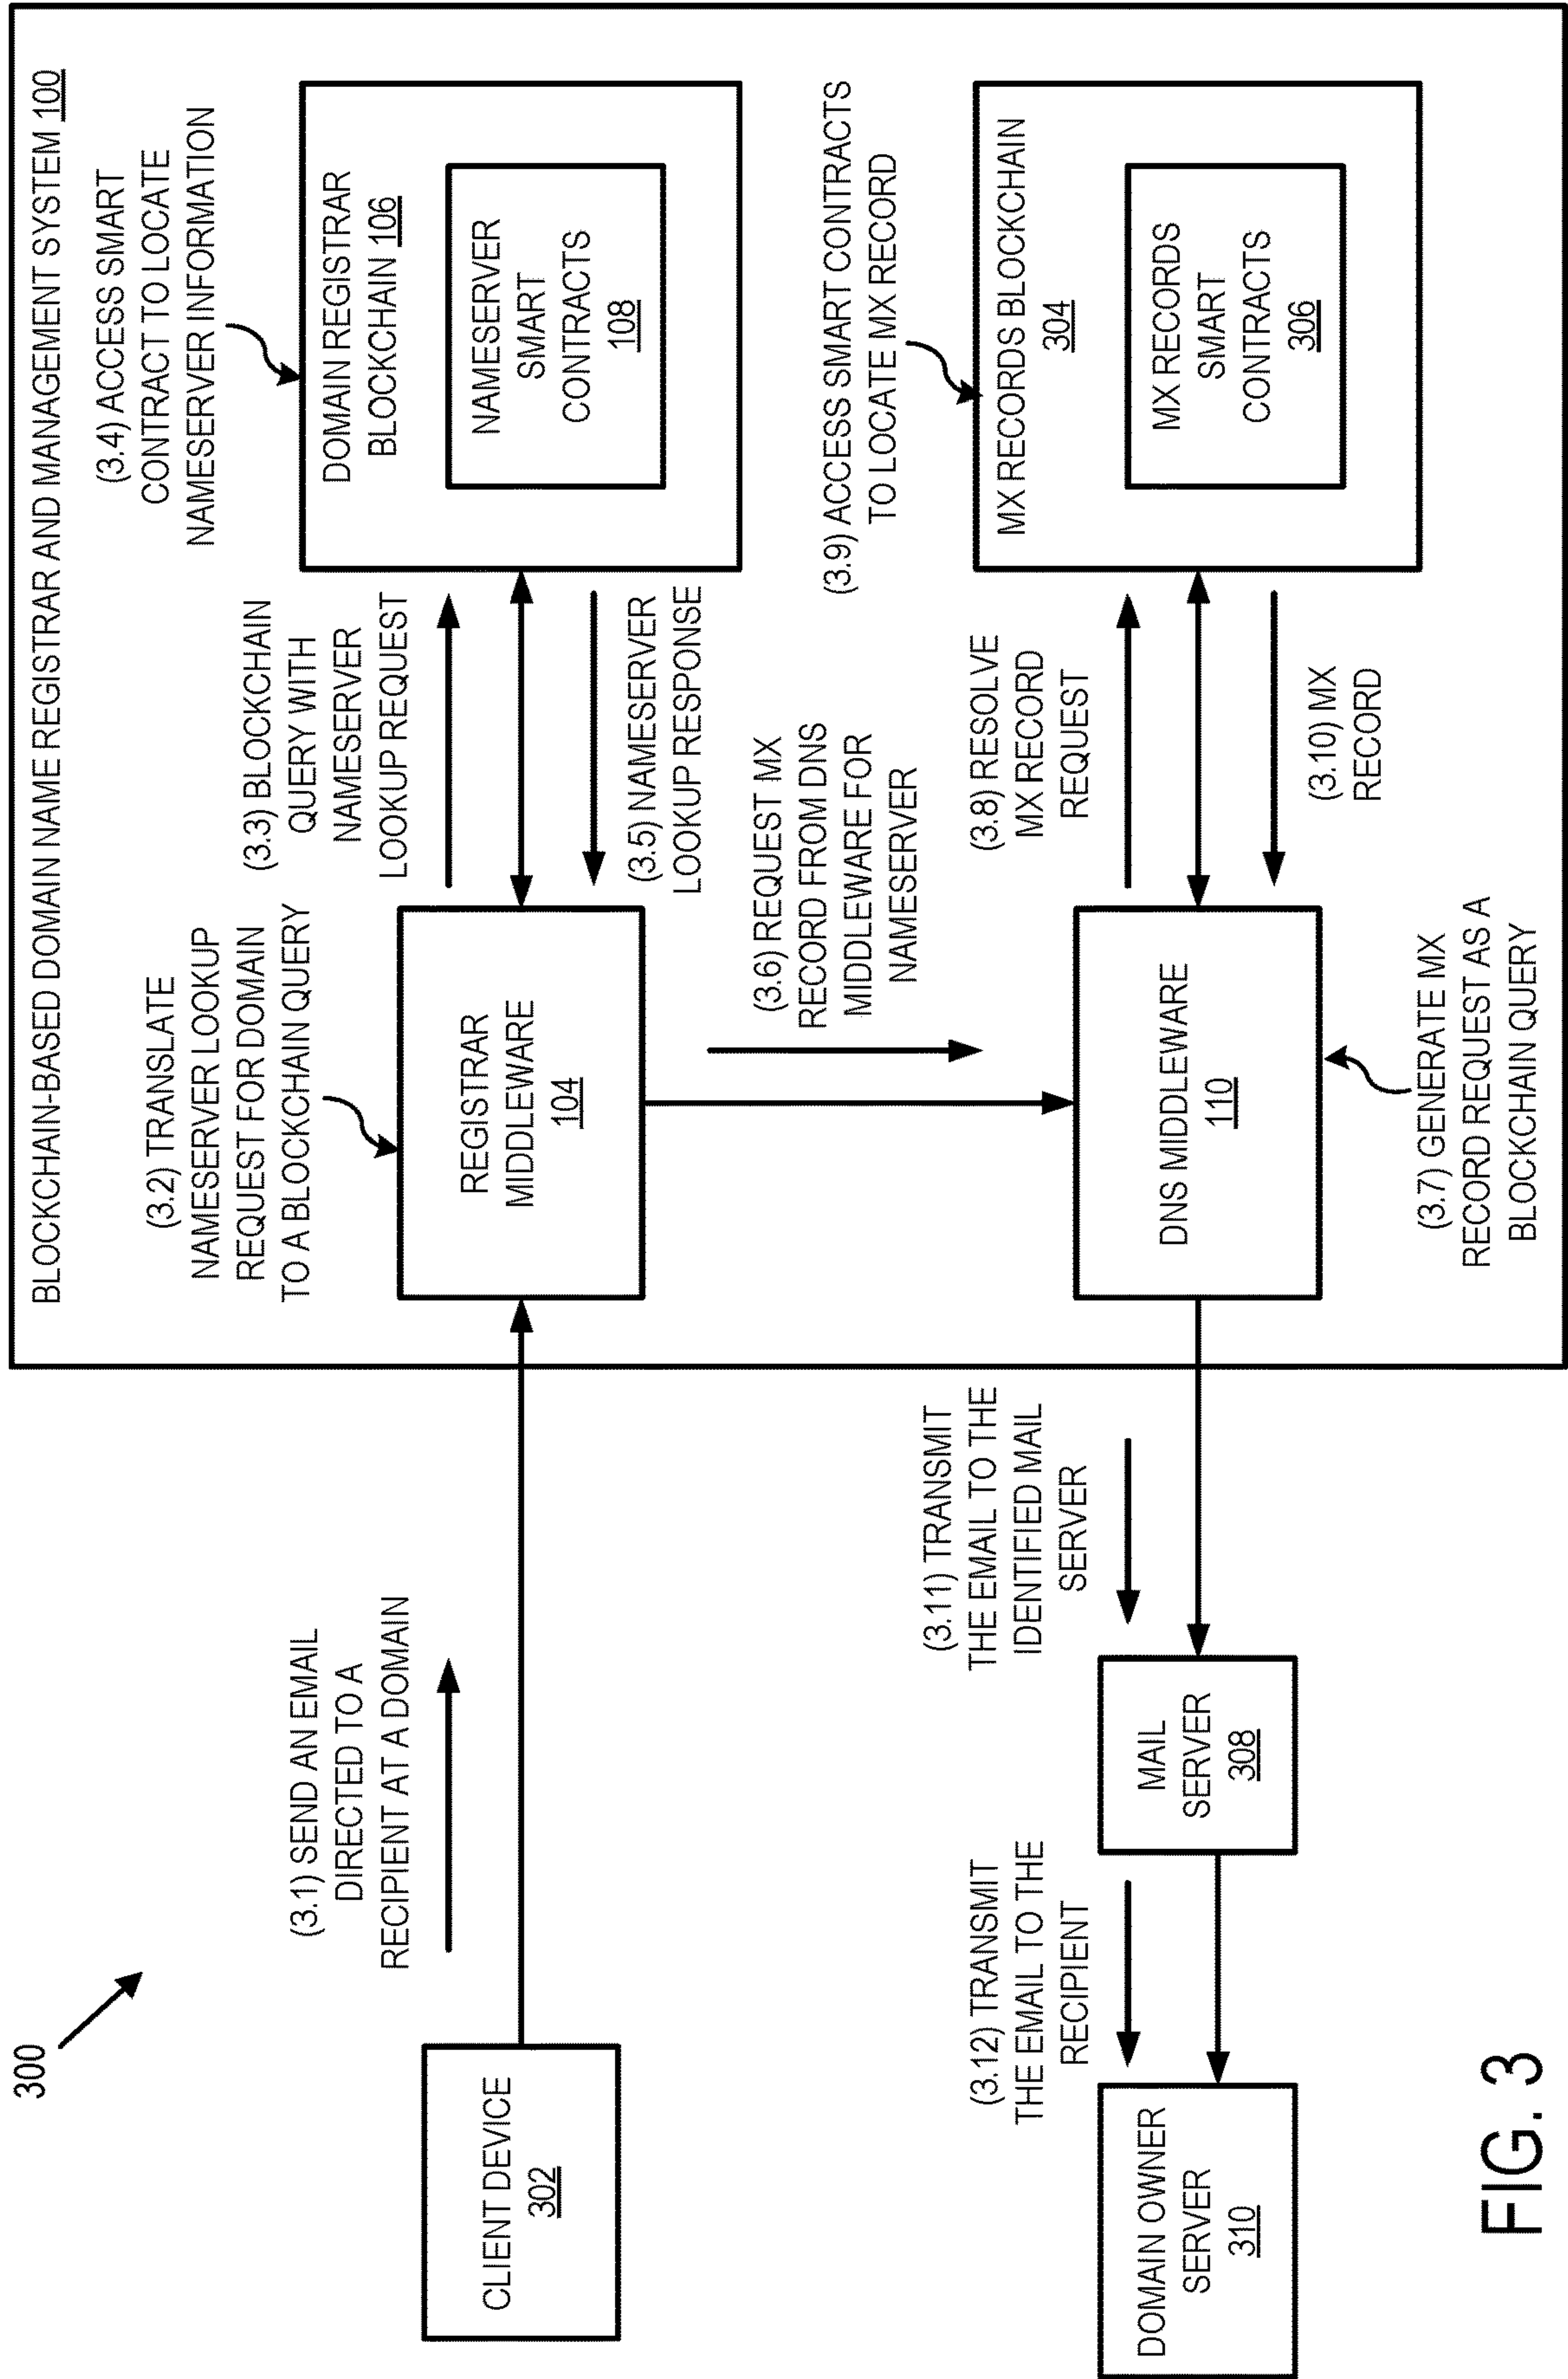 300
BLOCKCHAIN-BASED DOMAIN NAME REGISTRAR AND MANAGEMENT SYSTEM 100
CLIENT DEVICE
302
(3.1) SEND AN EMAIL
DIRECTED TO A
RECIPIENT AT A DOMAIN
(3.2) TRANSLATE
NAMESERVER LOOKUP
REQUEST FOR DOMAIN
TO A BLOCKCHAIN QUERY
REGISTRAR
MIDDLEWARE
104
(3.3) BLOCKCHAIN
QUERY WITH
NAMESERVER
LOOKUP REQUEST
(3.4) ACCESS SMART
CONTRACT TO LOCATE
NAMESERVER INFORMATION
DOMAIN REGISTRAR
BLOCKCHAIN 106
NAMESERVER
SMART
CONTRACTS
108
(3.5) NAMESERVER
LOOKUP RESPONSE
(3.6) REQUEST MX
RECORD FROM DNS
MIDDLEWARE FOR
NAMESERVER
DNS MIDDLEWARE
110
(3.7) GENERATE MX
RECORD REQUEST AS A
BLOCKCHAIN QUERY
(3.8) RESOLVE
MX RECORD
REQUEST
(3.9) ACCESS SMART CONTRACTS
TO LOCATE MX RECORD
MX RECORDS BLOCKCHAIN
304
MX RECORDS
SMART
CONTRACTS
306
(3.10) MX
RECORD
(3.11) TRANSMIT
THE EMAIL TO THE
IDENTIFIED MAIL
SERVER
MAIL
SERVER
308
(3.12) TRANSMIT
THE EMAIL TO THE
RECIPIENT
DOMAIN OWNER
SERVER
310
FIG. 3